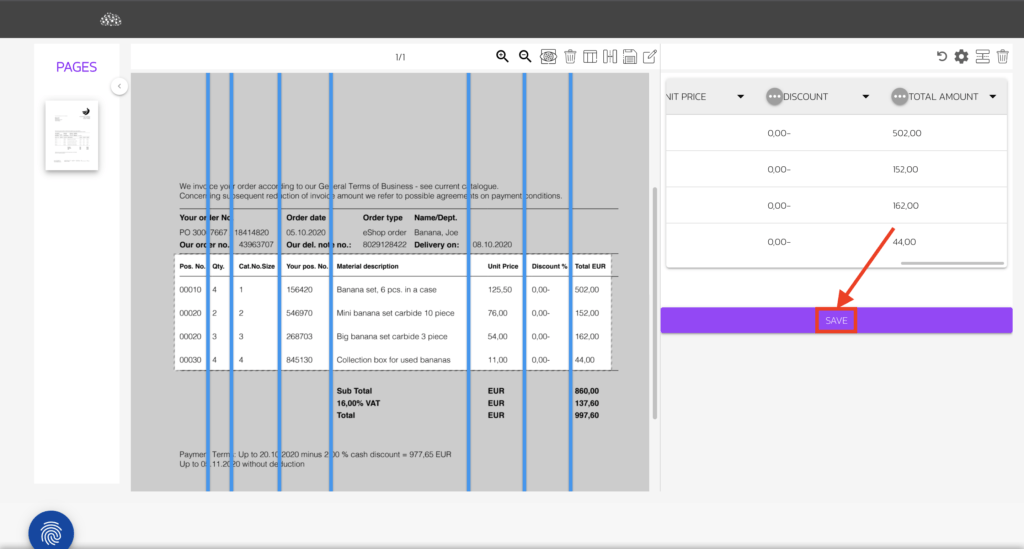 PAGES
1/1
We invoice your order according to our General Terms of Business - see current catalogue.
Concerning subsequent reduction of invoice amount we refer to possible agreements on payment conditions.
Your order No. Order date Order type Name/Dept.
18414820 05.10.2020 eShop order Banana, Joe
Our order no. 43963707 Our del. note no.: 8029128422 Delivery on: 08.10.2020
Pos. No. Qty. Cat.No.Size Your pos. No. Material description Unit Price Discount % Total EUR
00010 4 1 156420 Banana set, 6 pcs. in a case 125,50 0,00- 502,00
00020 2 2 546970 Mini banana set carbide 10 piece 76,00 0,00- 152,00
00020 3 3 268703 Big banana set carbide 3 piece 54,00 0,00- 162,00
00030 4 4 845130 Collection box for used bananas 11,00 0,00- 44,00
Sub Total EUR 860,00
16,00% VAT EUR 137,60
Total EUR 997,60
Payment Terms: Up to 20.10.2020 minus 2,00 % cash discount = 977,65 EUR
Up to without deduction
NIT PRICE DISCOUNT TOTAL AMOUNT
0,00- 502,00
0,00- 152,00
0,00- 162,00
0,00- 44,00
SAVE